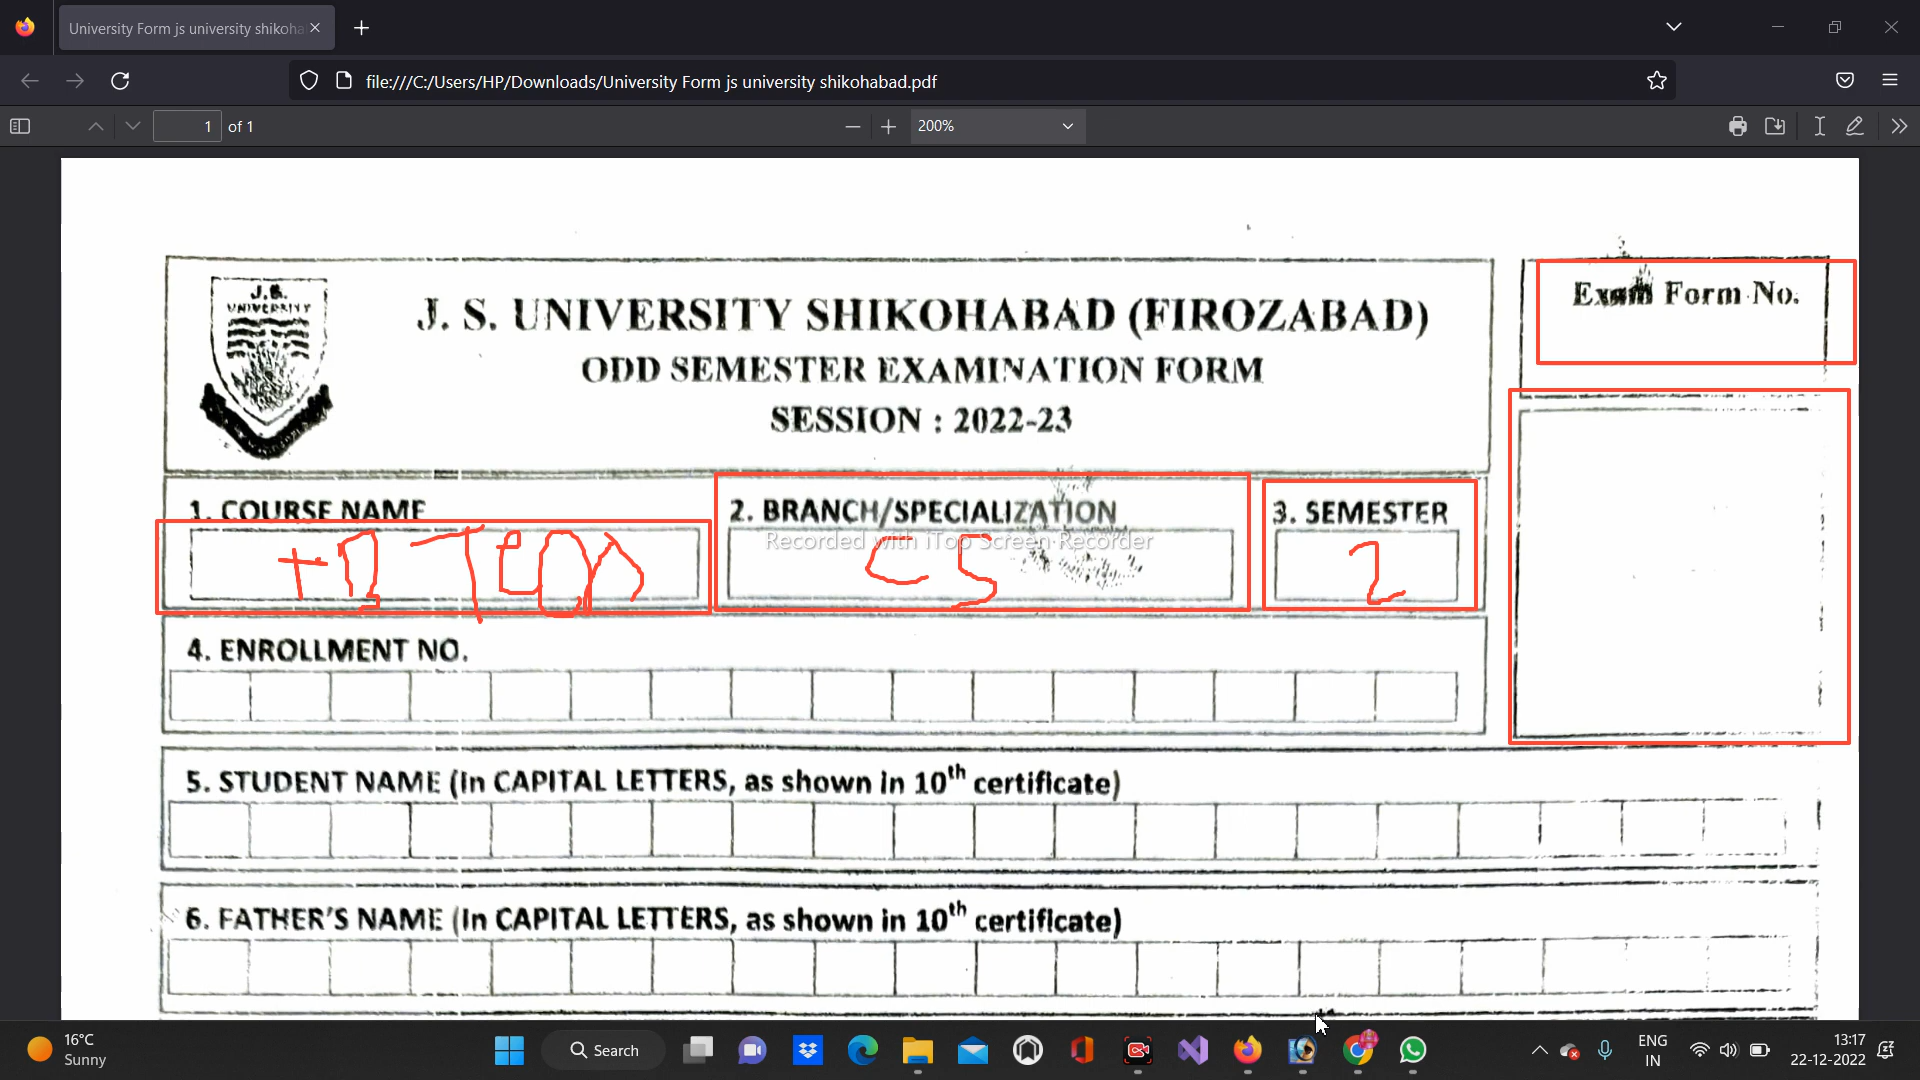 University Form js university shikoha
file:///C:/Users/HP/Downloads/University Form js university shikohabad.pdf
1 of 1
200%
J.S.
UNIVERSITY
J. S. UNIVERSITY SHIKOHABAD (FIROZABAD)
ODD SEMESTER EXAMINATION FORM
SESSION : 2022-23
Exam Form No.
1. COURSE NAME
2. BRANCH/SPECIALIZATION
3. SEMESTER
Recorded with iTop Screen Recorder
CS
2
4. ENROLLMENT NO.
5. STUDENT NAME (In CAPITAL LETTERS, as shown in 10th certificate)
6. FATHER'S NAME (In CAPITAL LETTERS, as shown in 10th certificate)
16°C
Sunny
Search
ENG
IN
13:17
22-12-2022